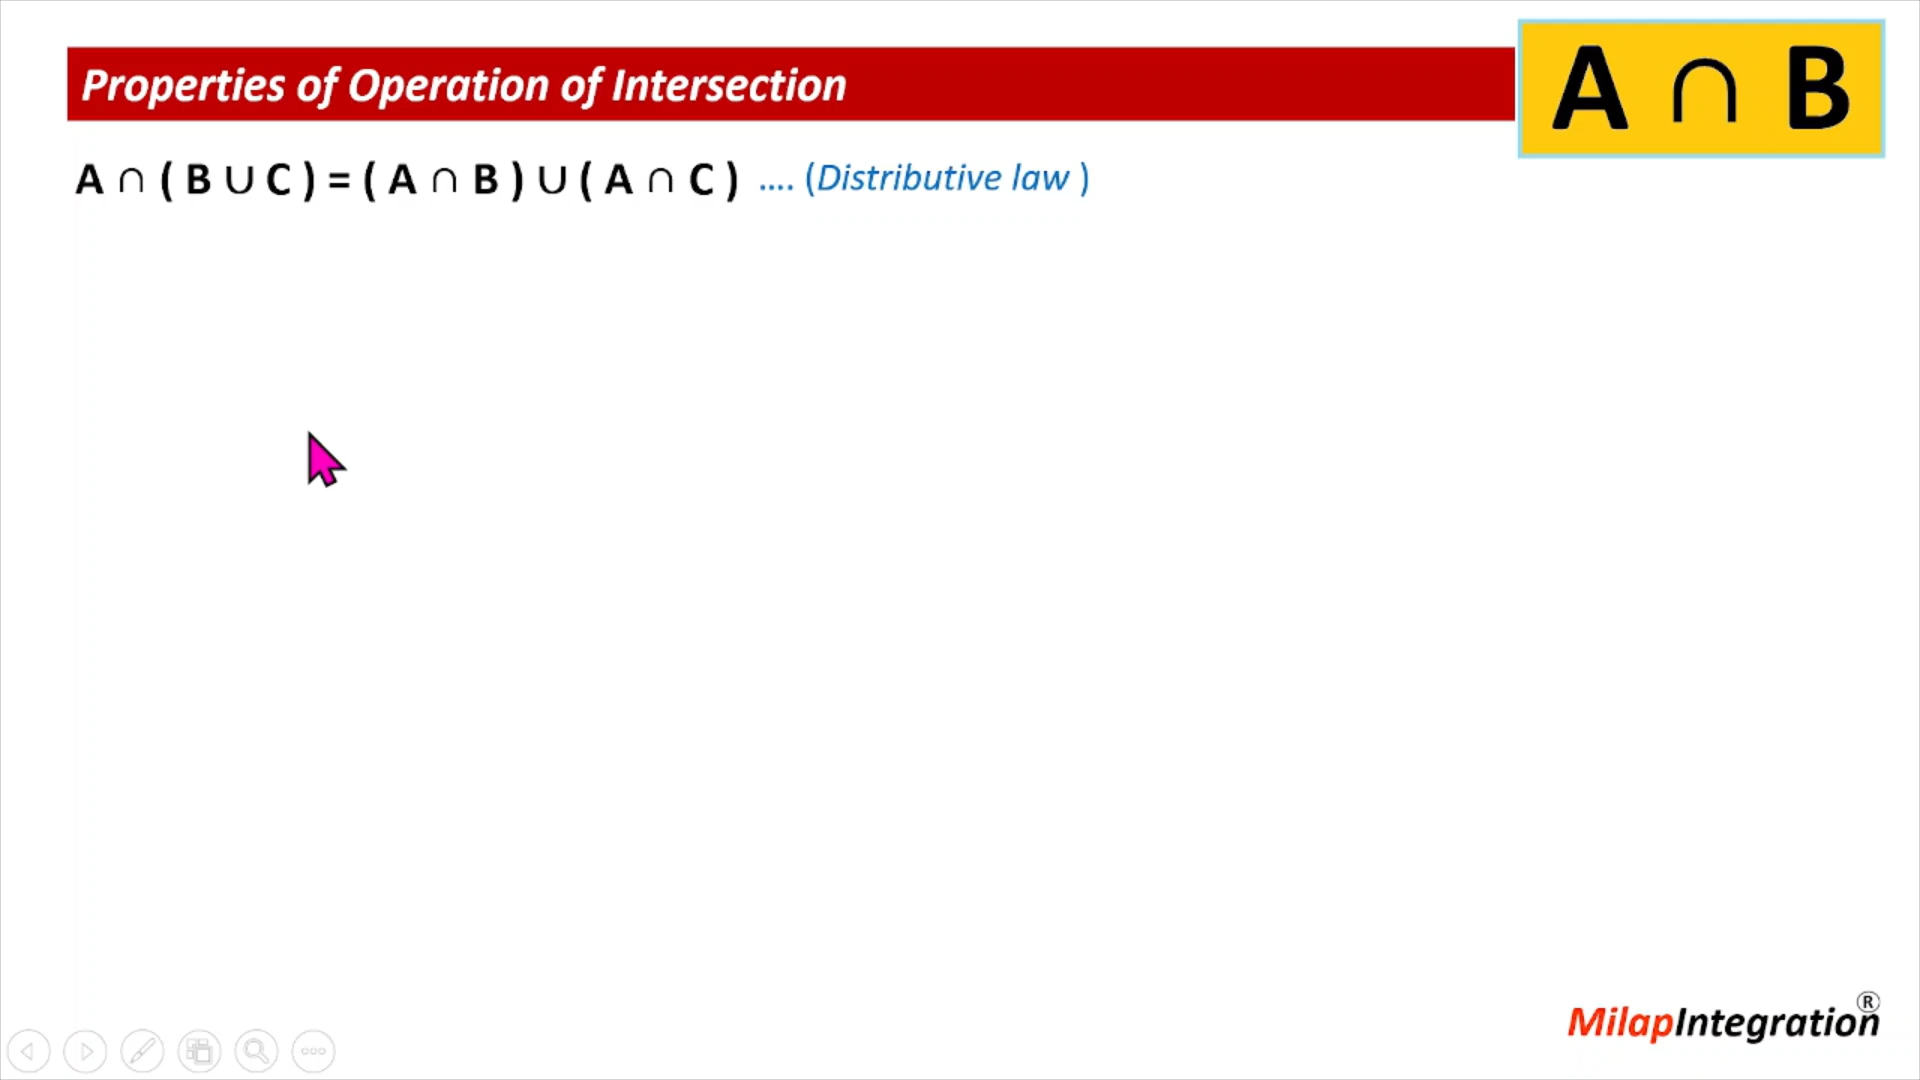 Properties of Operation of Intersection
A ∩ B
A ∩ ( B ∪ C ) = ( A ∩ B ) ∪ ( A ∩ C ) .... (Distributive law )
MilapIntegration®